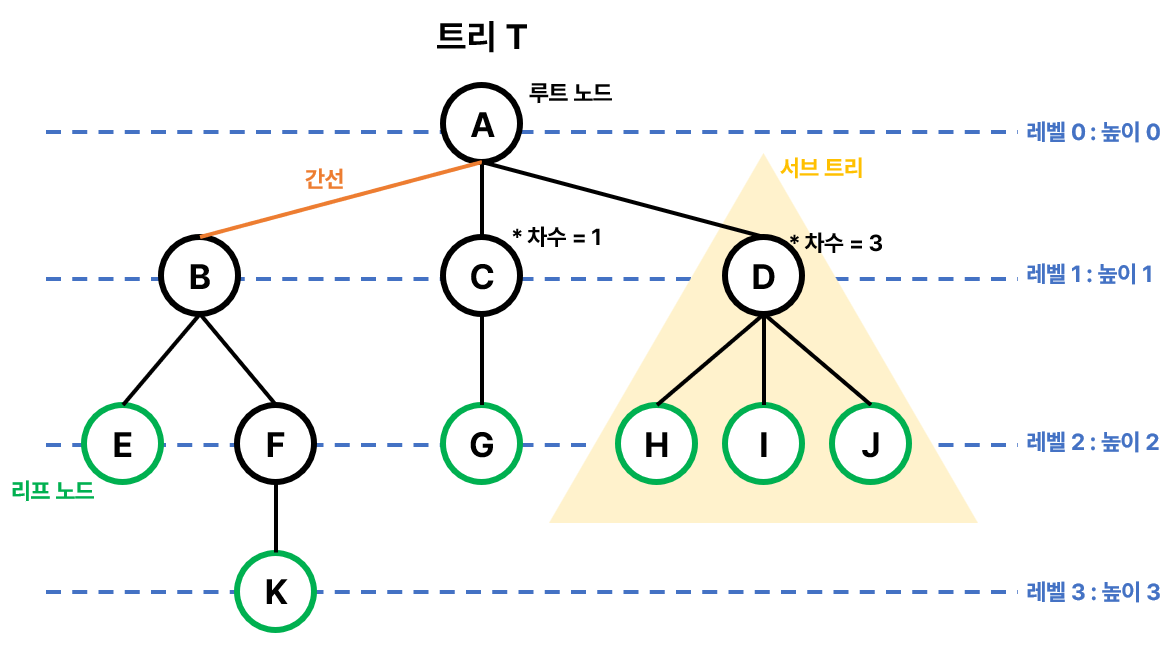 트리 T
A
루트 노드
레벨 0 : 높이 0
간선
서브 트리
* 차수 = 1
* 차수 = 3
B
C
D
레벨 1 : 높이 1
E
F
G
H
I
J
레벨 2 : 높이 2
리프 노드
K
레벨 3 : 높이 3